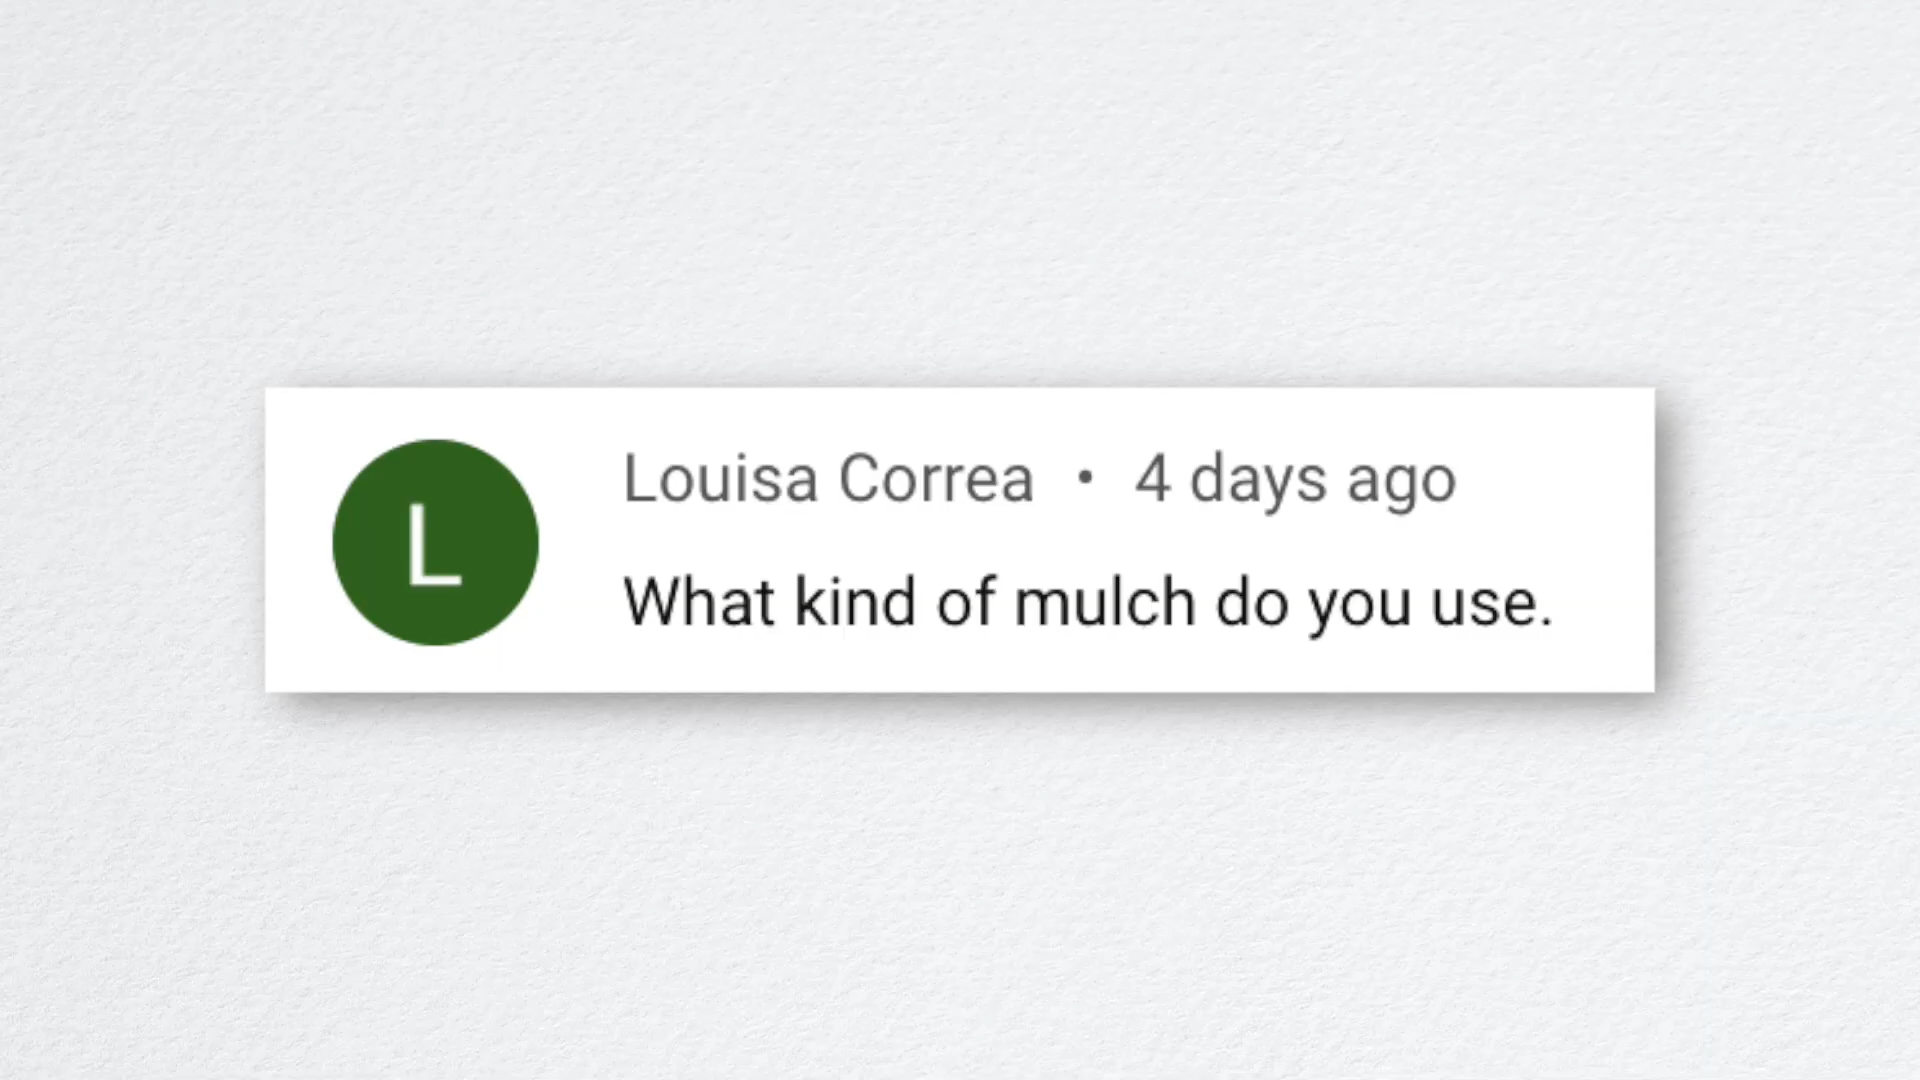 L
Louisa Correa • 4 days ago
What kind of mulch do you use.